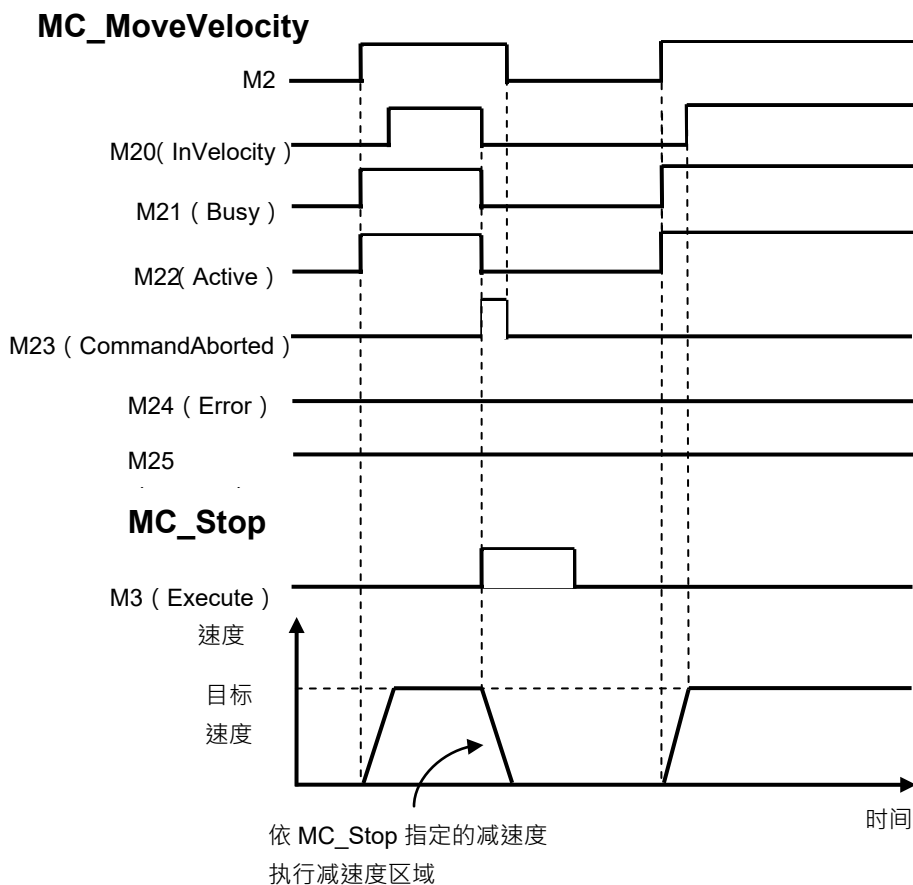 MC_MoveVelocity
M2
M20( InVelocity )
M21 ( Busy )
M22( Active )
M23 ( CommandAborted )
M24 ( Error )
M25
MC_Stop
M3 ( Execute )
速度
目标
速度
时间
依 MC_Stop 指定的减速度
执行减速度区域